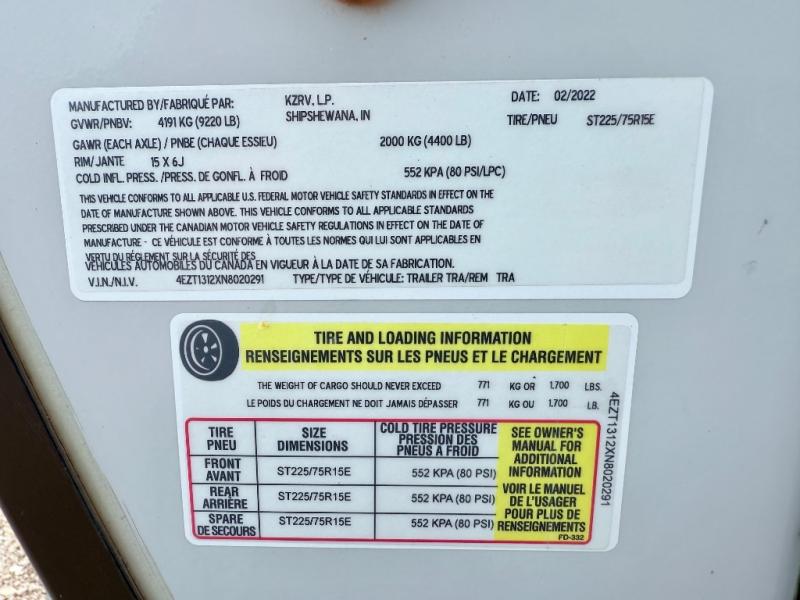 MANUFACTURED BY/FABRIQUÉ PAR: KZRV, L.P. DATE: 02/2022
GVWR/PNBV: 4191 KG (9220 LB) SHIPSHEWANA, IN TIRE/PNEU ST225/75R15E
GAWR (EACH AXLE) / PNBE (CHAQUE ESSIEU) 2000 KG (4400 LB)
RIM/JANTE 15 X 6J
COLD INFL. PRESS. /PRESS. DE GONFL. À FROID 552 KPA (80 PSI/LPC)
THIS VEHICLE CONFORMS TO ALL APPLICABLE U.S. FEDERAL MOTOR VEHICLE SAFETY STANDARDS IN EFFECT ON THE
DATE OF MANUFACTURE SHOWN ABOVE. THIS VEHICLE CONFORMS TO ALL APPLICABLE STANDARDS
PRESCRIBED UNDER THE CANADIAN MOTOR VEHICLE SAFETY REGULATIONS IN EFFECT ON THE DATE OF
MANUFACTURE - CE VÉHICULE EST CONFORME À TOUTES LES NORMES QUI LUI SONT APPLICABLES EN
VERTU DU RÉGLEMENT SUR LA SÉCURITÉ DES
VÉHICULES AUTOMOBILES DU CANADA EN VIGUEUR À LA DATE DE SA FABRICATION.
V.I.N./N.I.V. 4EZT1312XN8020291 TYPE/TYPE DE VÉHICULE: TRAILER TRA/REM TRA
TIRE AND LOADING INFORMATION
RENSEIGNEMENTS SUR LES PNEUS ET LE CHARGEMENT
THE WEIGHT OF CARGO SHOULD NEVER EXCEED 771 KG OR 1,700 LBS.
LE POIDS DU CHARGEMENT NE DOIT JAMAIS DÉPASSER 771 KG OU 1,700 LB.
TIRE
PNEU
SIZE
DIMENSIONS
COLD TIRE PRESSURE
PRESSION DES
PNEUS A FROID
FRONT
AVANT
ST225/75R15E
552 KPA (80 PSI)
REAR
ARRIÈRE
ST225/75R15E
552 KPA (80 PSI)
SPARE
DE SECOURS
ST225/75R15E
552 KPA (80 PSI)
SEE OWNER'S
MANUAL FOR
ADDITIONAL
INFORMATION
VOIR LE MANUEL
DE L'USAGER
POUR PLUS DE
RENSEIGNEMENTS
FD-332
4EZT1312XN8020291